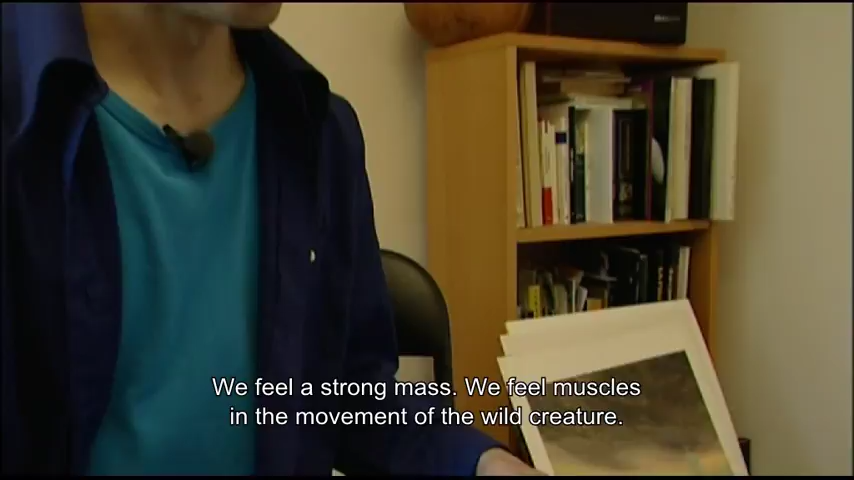 We feel a strong mass. We feel muscles
in the movement of the wild creature.